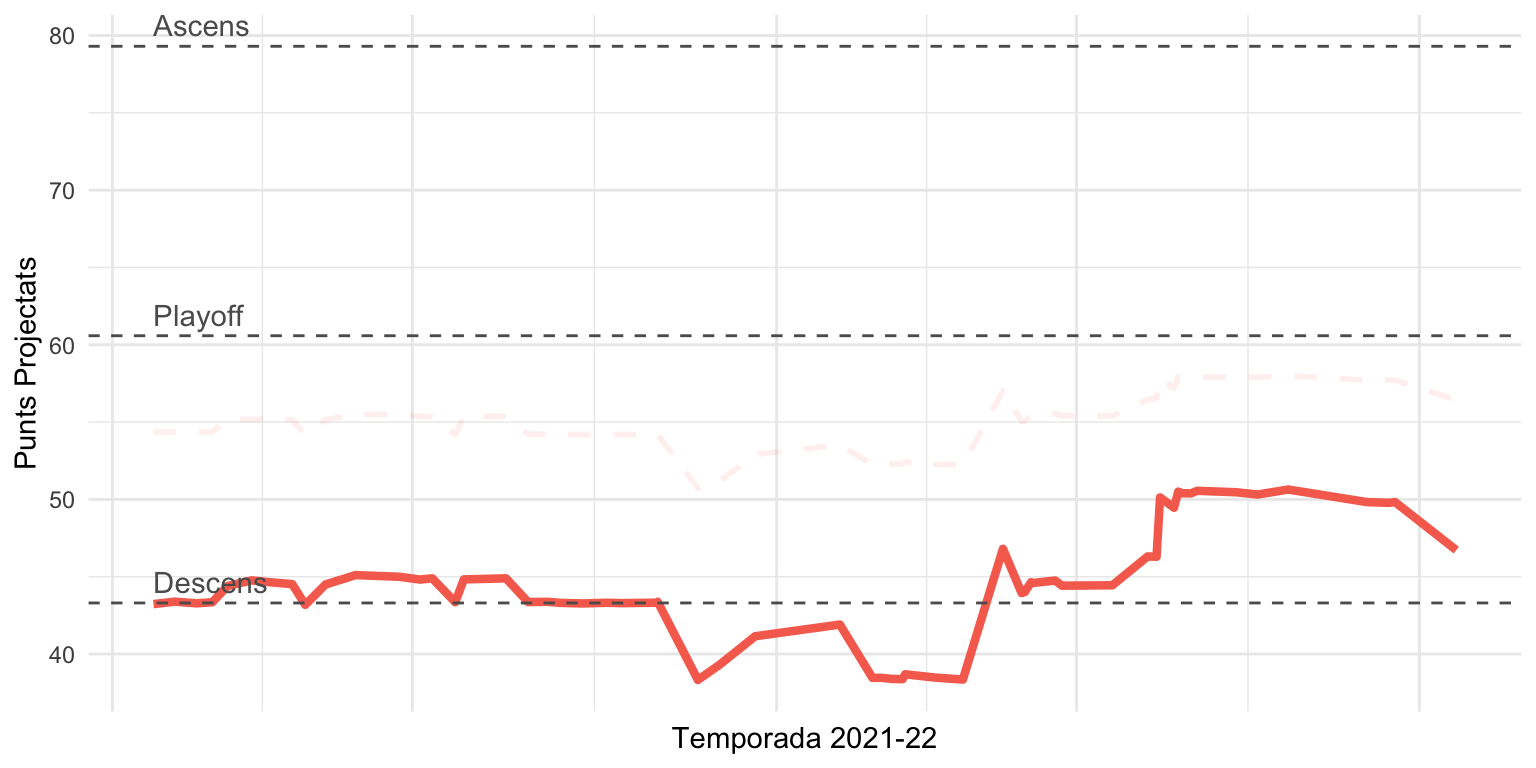 Ascens
80
70
Playoff
60
50
Descens
40
Punts Projectats
Temporada 2021-22